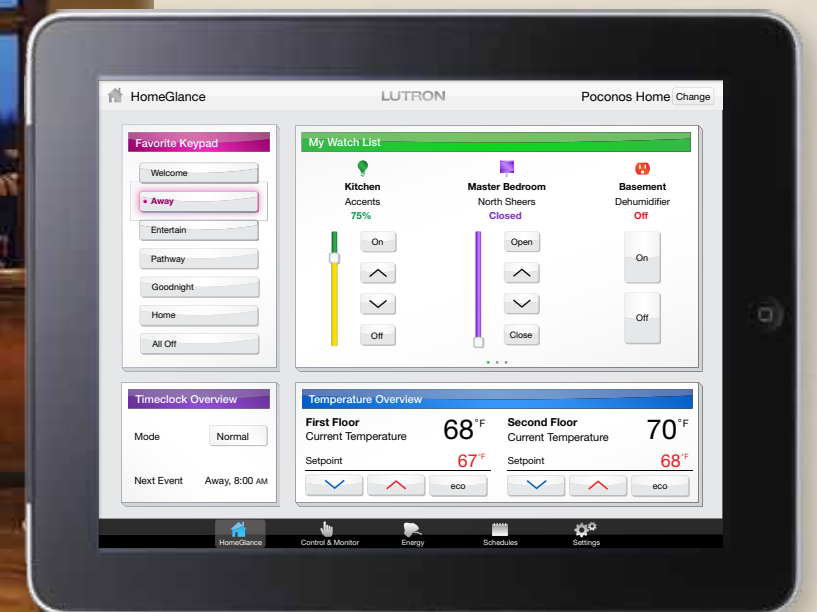 HomeGlance
LUTRON
Poconos Home Change
Favorite Keypad
Welcome
Away
Entertain
Pathway
Goodnight
Home
All Off
My Watch List
Kitchen
Accents
75%
On
Off
Master Bedroom
North Sheers
Closed
Open
Close
Basement
Dehumidifier
Off
On
Off
Timeclock Overview
Mode Normal
Next Event Away, 8:00 AM
Temperature Overview
First Floor
Current Temperature 68°F
Setpoint 67°F
eco
Second Floor
Current Temperature 70°F
Setpoint 68°F
eco
HomeGlance Control & Monitor Energy Schedules Settings